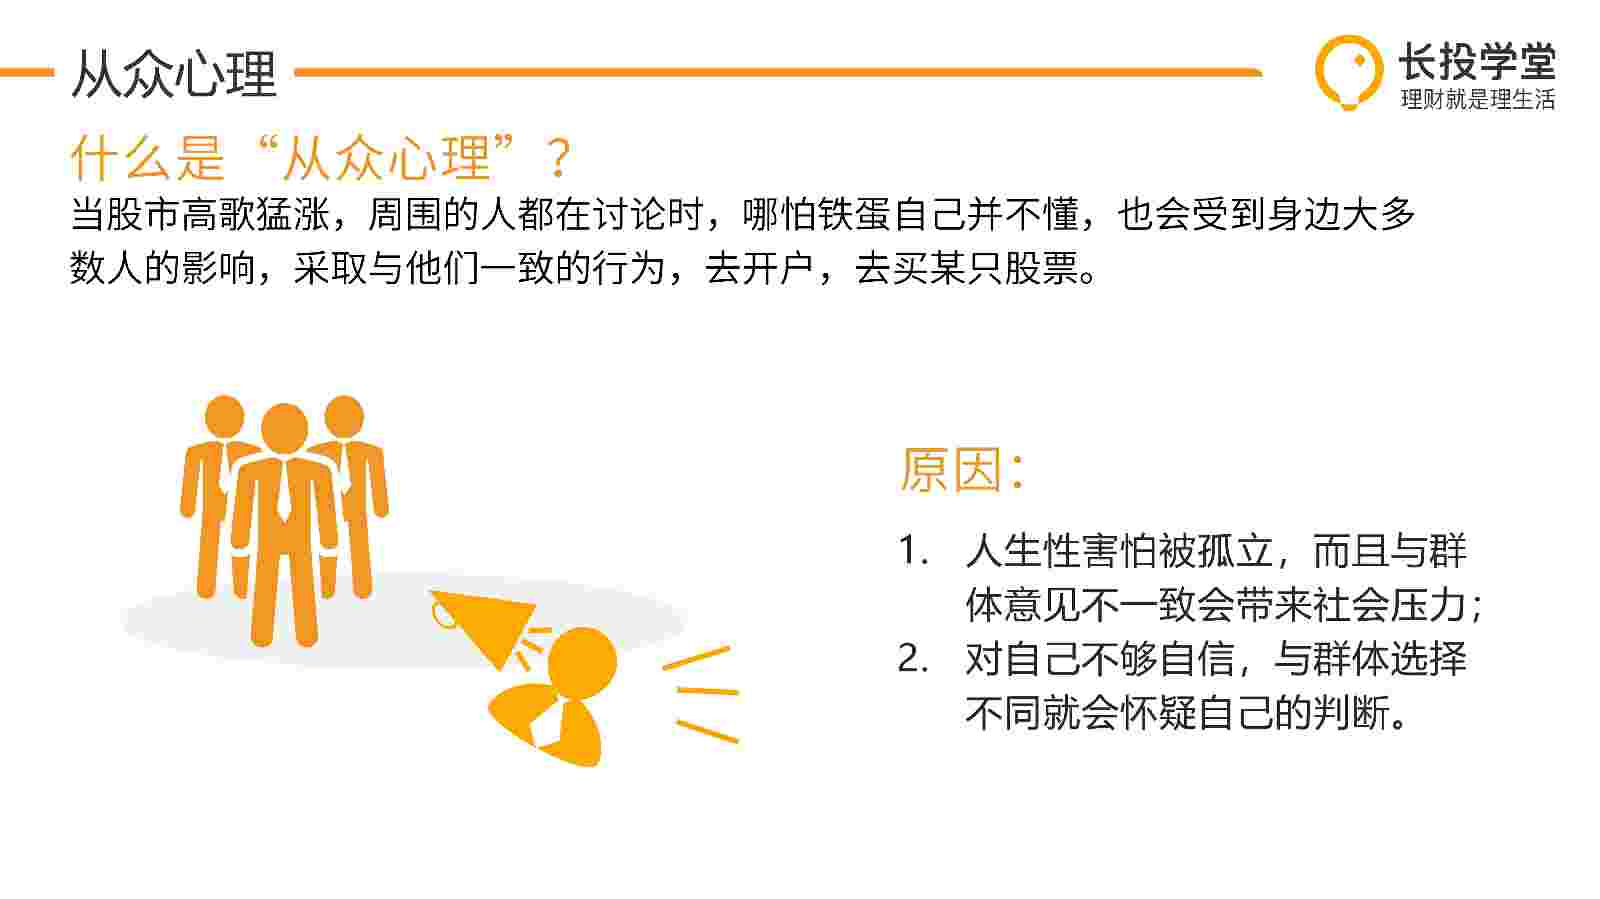 从众心理
长投学堂
理财就是理生活
什么是“从众心理”？
当股市高歌猛涨，周围的人都在讨论时，哪怕铁蛋自己并不懂，也会受到身边大多
数人的影响，采取与他们一致的行为，去开户，去买某只股票。
原因：
1. 人生性害怕被孤立，而且与群
体意见不一致会带来社会压力；
2. 对自己不够自信，与群体选择
不同就会怀疑自己的判断。